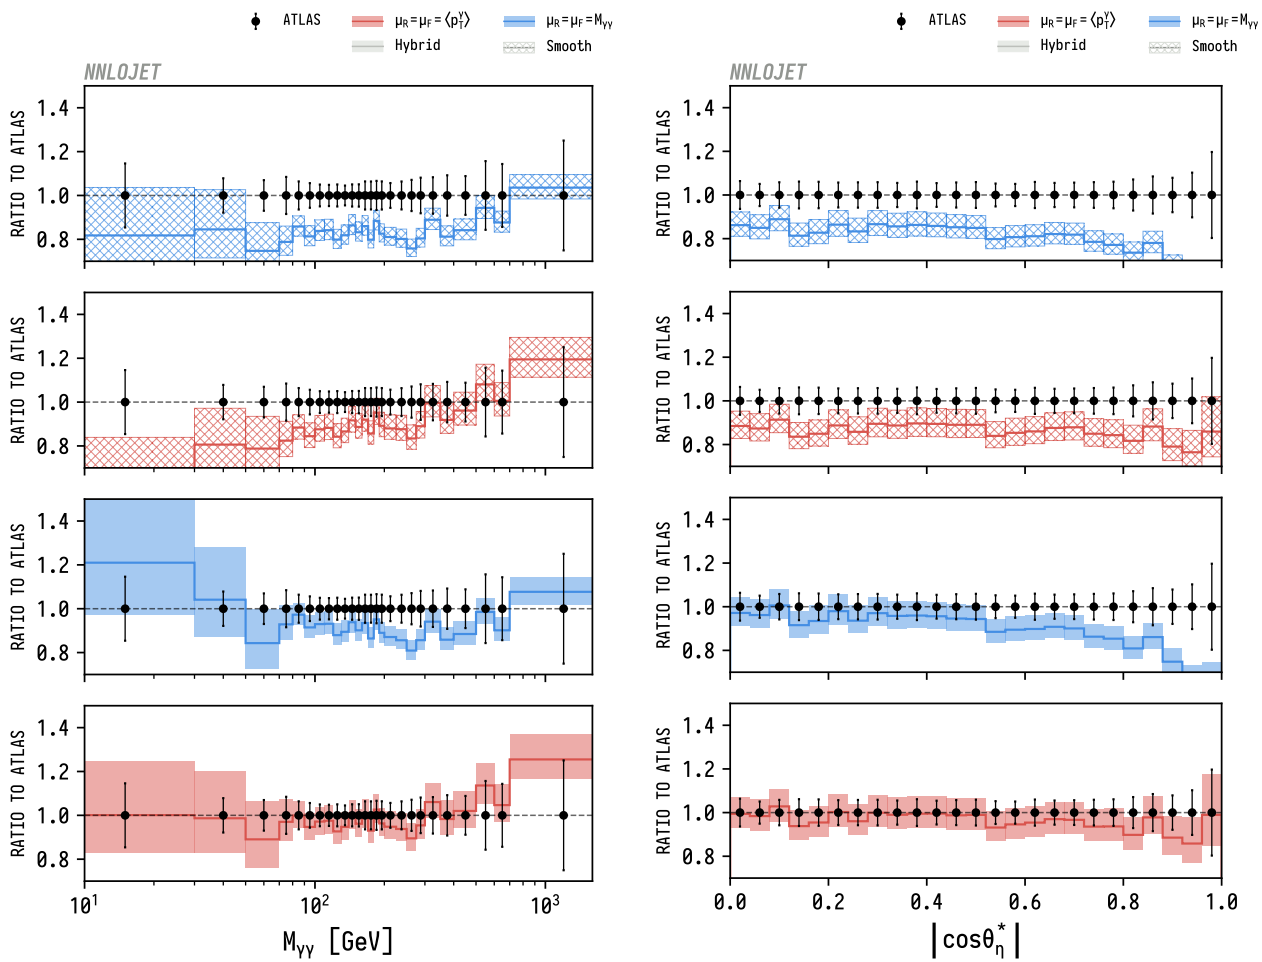 ATLAS μR=μF=⟨pTγ⟩ μR=μF=Mγγ
Hybrid Smooth
NNLOJET
RATIO TO ATLAS
1.4
1.2
1.0
0.8
RATIO TO ATLAS
1.4
1.2
1.0
0.8
RATIO TO ATLAS
1.4
1.2
1.0
0.8
RATIO TO ATLAS
1.4
1.2
1.0
0.8
10¹ 10² 10³
Mγγ [GeV]
ATLAS μR=μF=⟨pTγ⟩ μR=μF=Mγγ
Hybrid Smooth
NNLOJET
RATIO TO ATLAS
1.4
1.2
1.0
0.8
RATIO TO ATLAS
1.4
1.2
1.0
0.8
RATIO TO ATLAS
1.4
1.2
1.0
0.8
RATIO TO ATLAS
1.4
1.2
1.0
0.8
0.0 0.2 0.4 0.6 0.8 1.0
|cosθ*η|